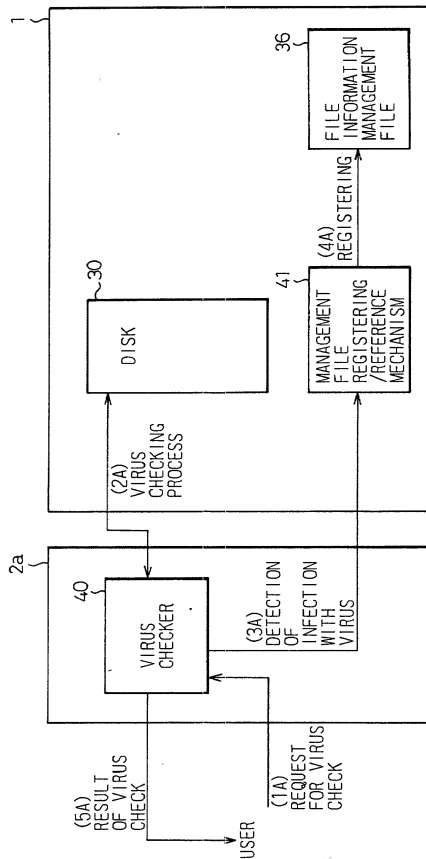 1
2a
30
DISK
36
FILE
INFORMATION
MANAGEMENT
FILE
(2A)
VIRUS
CHECKING
PROCESS
40
VIRUS
CHECKER
41
MANAGEMENT
FILE
REGISTERING
/REFERENCE
MECHANISM
(4A)
REGISTERING
(3A)
DETECTION
OF
INFECTION
WITH
VIRUS
(5A)
RESULT
OF VIRUS
CHECK
USER
(1A)
REQUEST
FOR VIRUS
CHECK